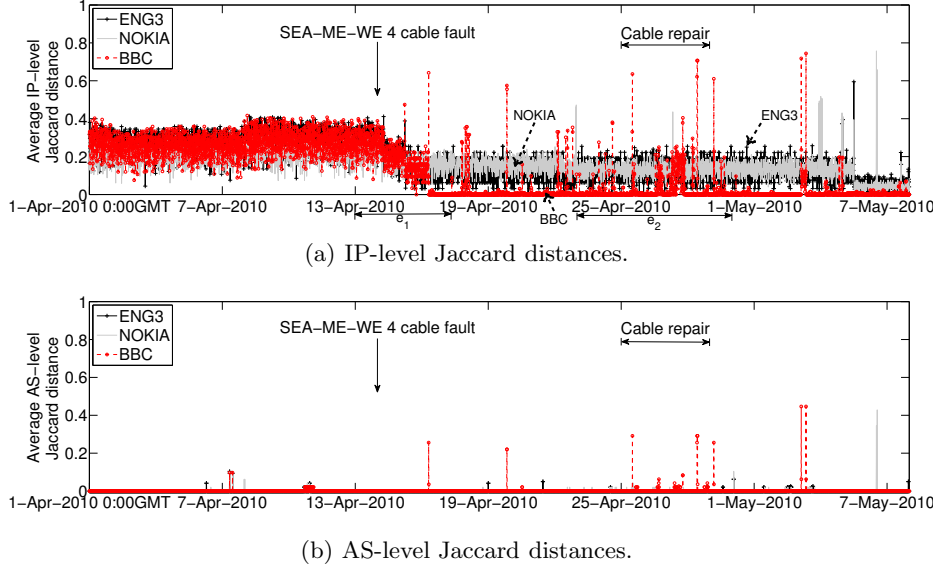 1
ENG3
NOKIA
BBC
SEA−ME−WE 4 cable fault
Cable repair
0.8
0.6
0.4
0.2
0
Average IP−level
Jaccard distance
NOKIA
ENG3
1−Apr−2010 0:00GMT 7−Apr−2010 13−Apr−2010 19−Apr−2010 25−Apr−2010 1−May−2010 7−May−2010
e1
BBC
e2
(a) IP-level Jaccard distances.
1
ENG3
NOKIA
BBC
SEA−ME−WE 4 cable fault
Cable repair
0.8
0.6
0.4
0.2
0
Average AS−level
Jaccard distance
1−Apr−2010 0:00GMT 7−Apr−2010 13−Apr−2010 19−Apr−2010 25−Apr−2010 1−May−2010 7−May−2010
(b) AS-level Jaccard distances.